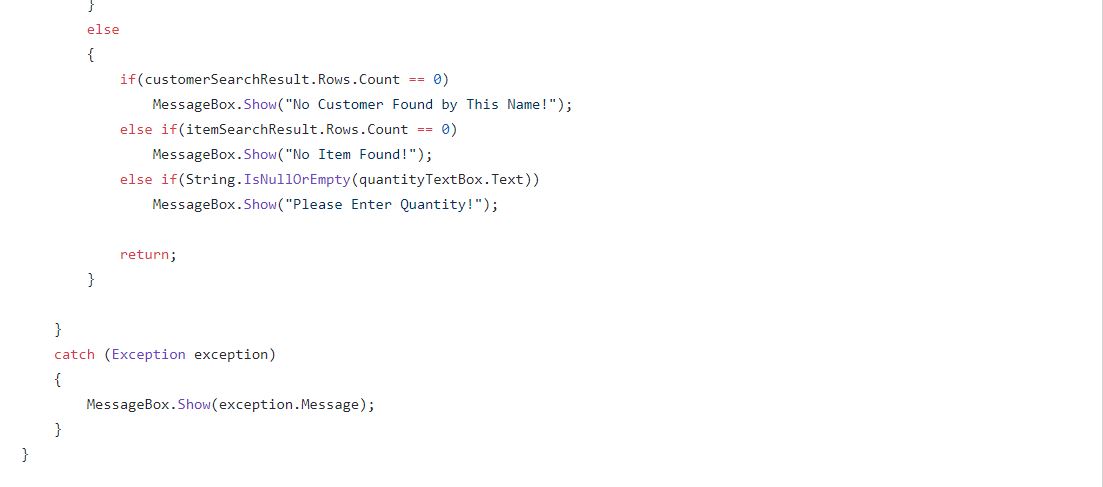 }
else
{
if(customerSearchResult.Rows.Count == 0)
MessageBox.Show("No Customer Found by This Name!");
else if(itemSearchResult.Rows.Count == 0)
MessageBox.Show("No Item Found!");
else if(String.IsNullOrEmpty(quantityTextBox.Text))
MessageBox.Show("Please Enter Quantity!");
return;
}
}
catch (Exception exception)
{
MessageBox.Show(exception.Message);
}
}